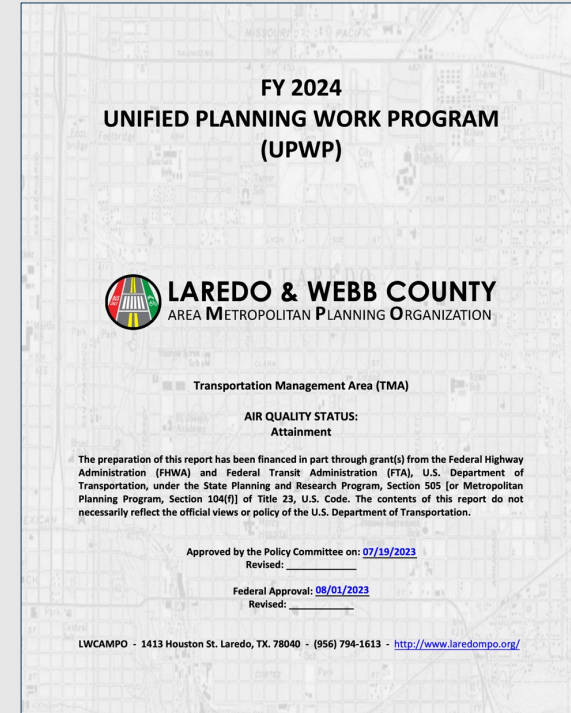 FY 2024
UNIFIED PLANNING WORK PROGRAM
(UPWP)
LAREDO & WEBB COUNTY
AREA METROPOLITAN PLANNING ORGANIZATION
Transportation Management Area (TMA)
AIR QUALITY STATUS:
Attainment
The preparation of this report has been financed in part through grant(s) from the Federal Highway
Administration (FHWA) and Federal Transit Administration (FTA), U.S. Department of
Transportation, under the State Planning and Research Program, Section 505 [or Metropolitan
Planning Program, Section 104(f)] of Title 23, U.S. Code. The contents of this report do not
necessarily reflect the official views or policy of the U.S. Department of Transportation.
Approved by the Policy Committee on: 07/19/2023
Revised: ____________
Federal Approval: 08/01/2023
Revised: ___________
LWCAMPO - 1413 Houston St. Laredo, TX. 78040 - (956) 794-1613 - http://www.laredompo.org/